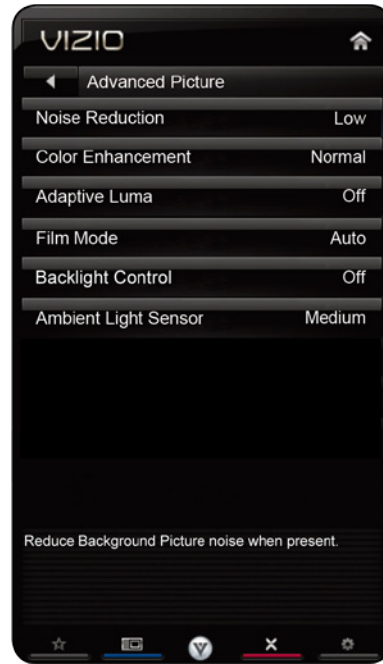 VIZIO
Advanced Picture
Noise Reduction Low
Color Enhancement Normal
Adaptive Luma Off
Film Mode Auto
Backlight Control Off
Ambient Light Sensor Medium
Reduce Background Picture noise when present.
V